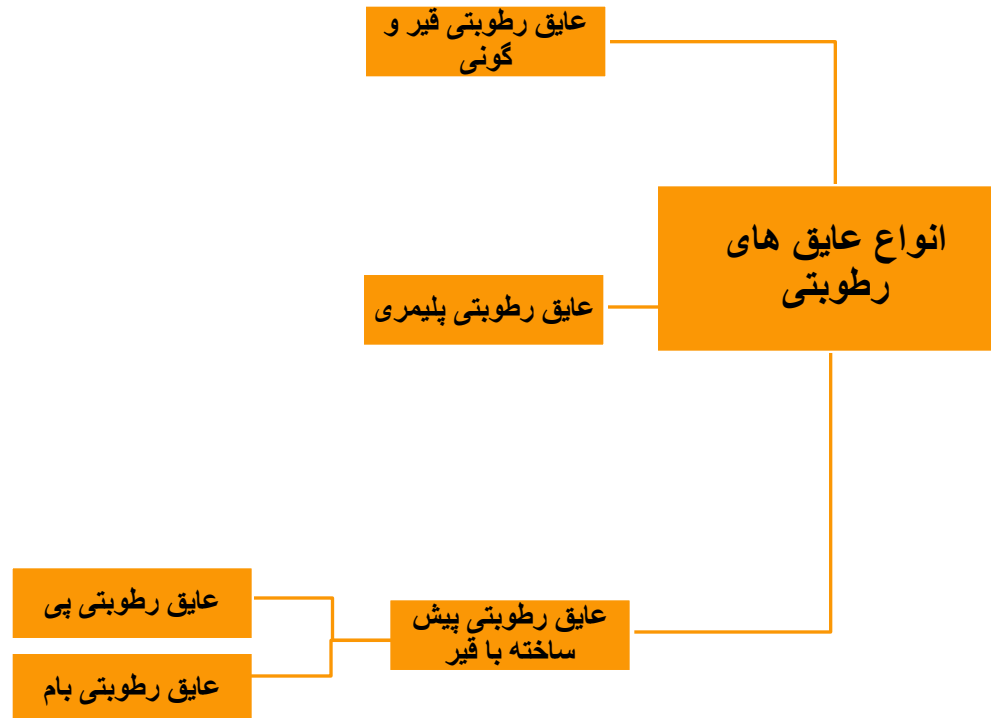 عایق رطوبتی قیر و
گونی
انواع عایق های
رطوبتی
عایق رطوبتی پلیمری
عایق رطوبتی پیش
ساخته با قیر
عایق رطوبتی پی
عایق رطوبتی بام